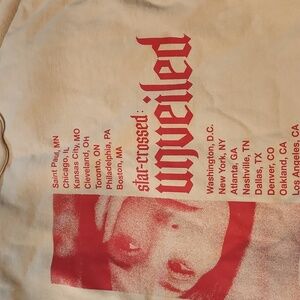 star-crossed:
unveiled
Saint Paul, MN
Chicago, IL
Kansas City, MO
Cleveland, OH
Toronto, ON
Philadelphia, PA
Boston, MA
Washington, D.C.
New York, NY
Atlanta, GA
Nashville, TN
Dallas, TX
Denver, CO
Oakland, CA
Los Angeles, CA